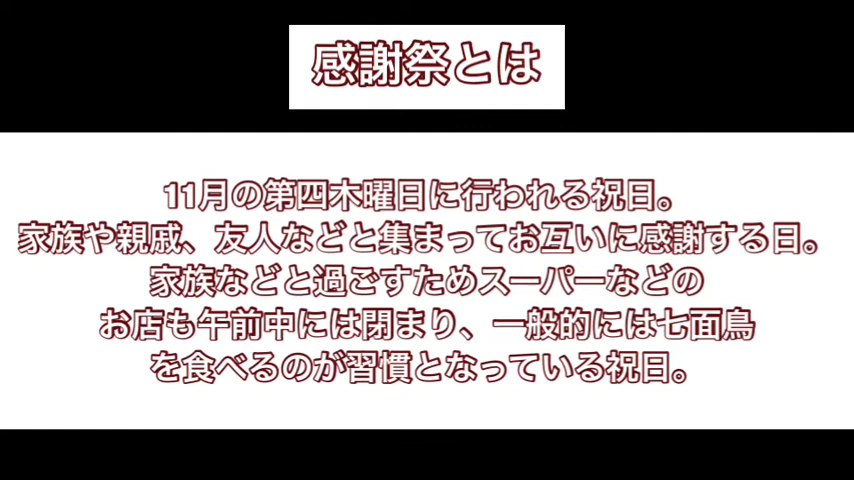 感謝祭とは
11月の第四木曜日に行われる祝日。
家族や親戚、友人などと集まってお互いに感謝する日。
家族などと過ごすためスーパーなどの
お店も午前中には閉まり、一般的には七面鳥
を食べるのが習慣となっている祝日。